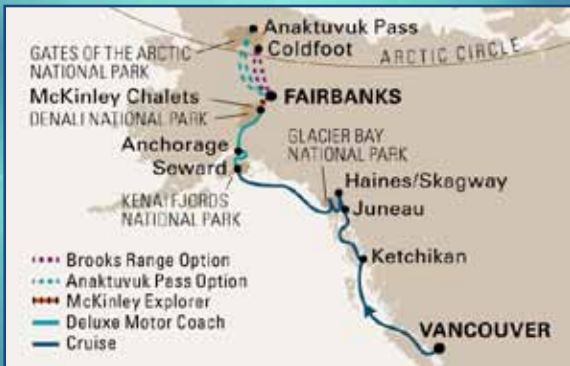 Anaktuvuk Pass
Coldfoot
ARCTIC CIRCLE
GATES OF THE ARCTIC
NATIONAL PARK
McKinley Chalets
FAIRBANKS
DENALI NATIONAL PARK
Anchorage
Seward
GLACIER BAY
NATIONAL PARK
Haines/Skagway
Juneau
KENAI FJORDS
NATIONAL PARK
Ketchikan
Brooks Range Option
Anaktuvuk Pass Option
McKinley Explorer
Deluxe Motor Coach
Cruise
VANCOUVER